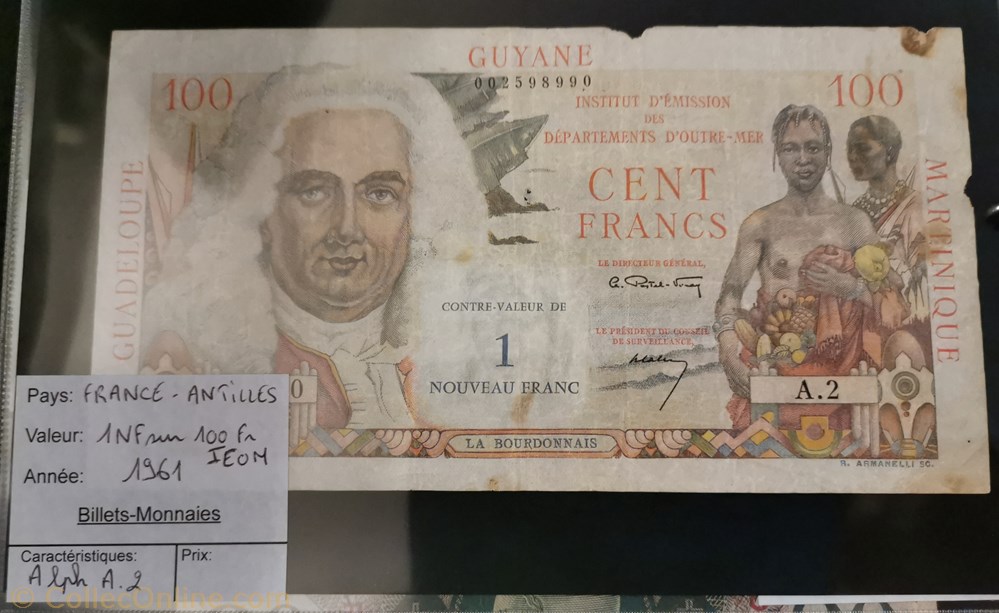 GUYANE
002598990
100
100
INSTITUT D'ÉMISSION
DES
DÉPARTEMENTS D'OUTRE-MER
CENT
FRANCS
GUADELOUPE
MARTINIQUE
LE DIRECTEUR GÉNÉRAL,
CONTRE-VALEUR DE
1
NOUVEAU FRANC
LE PRÉSIDENT DU CONSEIL
DE SURVEILLANCE,
0
A.2
LA BOURDONNAIS
R. ARMANELLI SC.
Pays: FRANCE - ANTILLES
Valeur: 1NF sur 100 Fr
IEOM
Année: 1961
Billets-Monnaies
Caractéristiques:
Alph A.2
Prix:
© CollecOnline.com